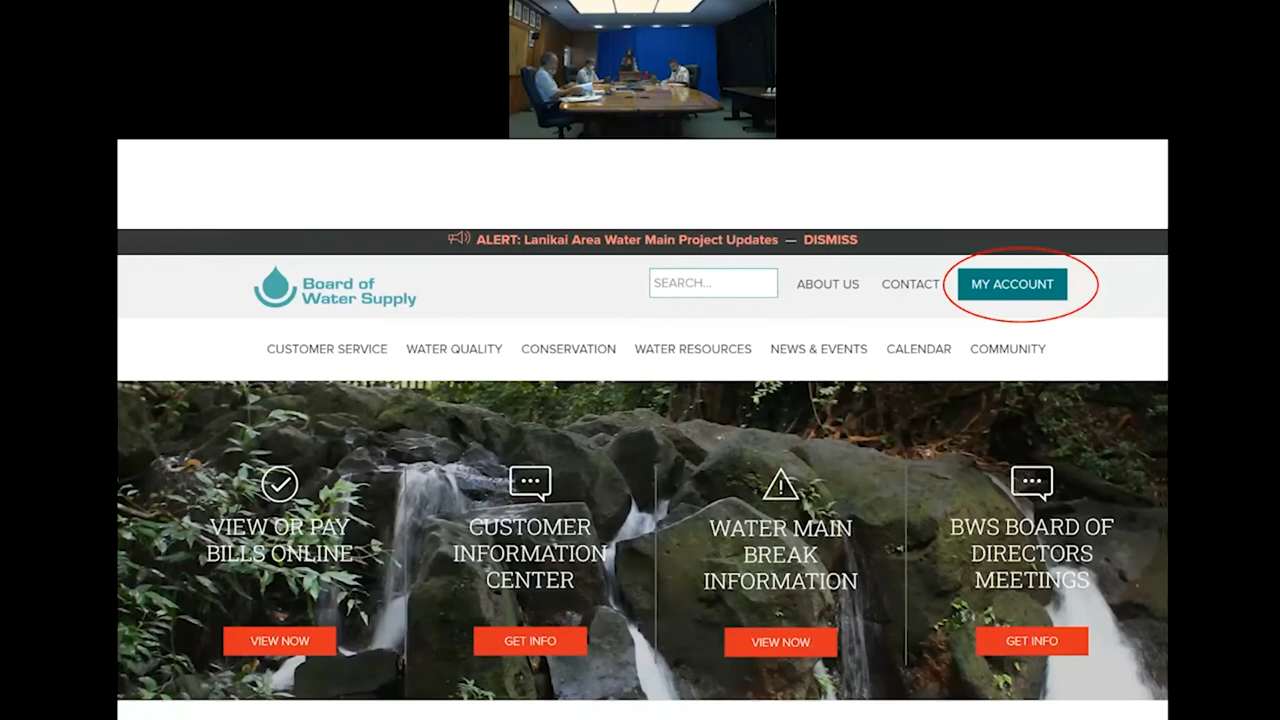 ALERT: Lanikai Area Water Main Project Updates — DISMISS
Board of
Water Supply
SEARCH...
ABOUT US
CONTACT
MY ACCOUNT
CUSTOMER SERVICE
WATER QUALITY
CONSERVATION
WATER RESOURCES
NEWS & EVENTS
CALENDAR
COMMUNITY
VIEW OR PAY
BILLS ONLINE
VIEW NOW
CUSTOMER
INFORMATION
CENTER
GET INFO
WATER MAIN
BREAK
INFORMATION
VIEW NOW
BWS BOARD OF
DIRECTORS
MEETINGS
GET INFO